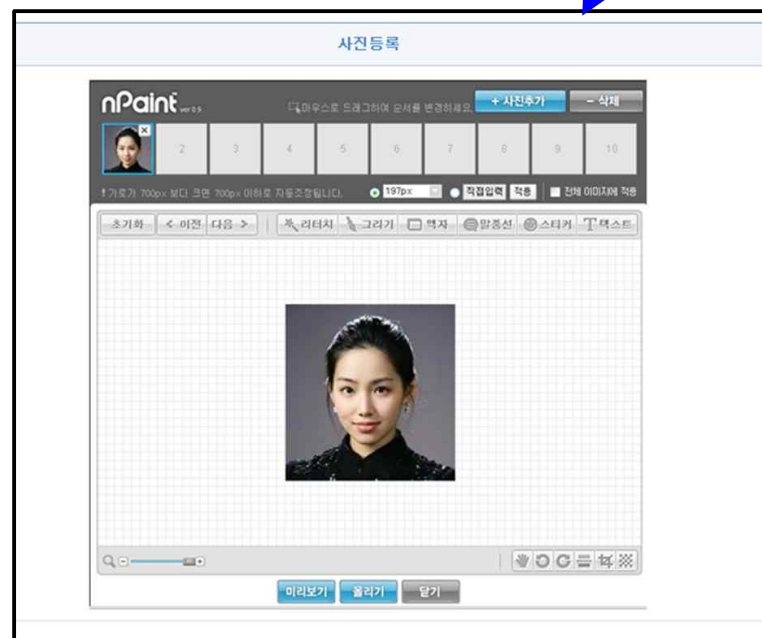 사진등록
nPaint ver 0.9
마우스로 드래그하여 순서를 변경하세요. + 사진추가 - 삭제
2 3 4 5 6 7 8 9 10
! 가로가 700px 보다 크면 700px 이하로 자동조정됩니다. 197px 직접입력 적용 전체 이미지에 적용
초기화 < 이전 다음 > 리터치 그리기 액자 말풍선 스티커 텍스트
미리보기 올리기 닫기